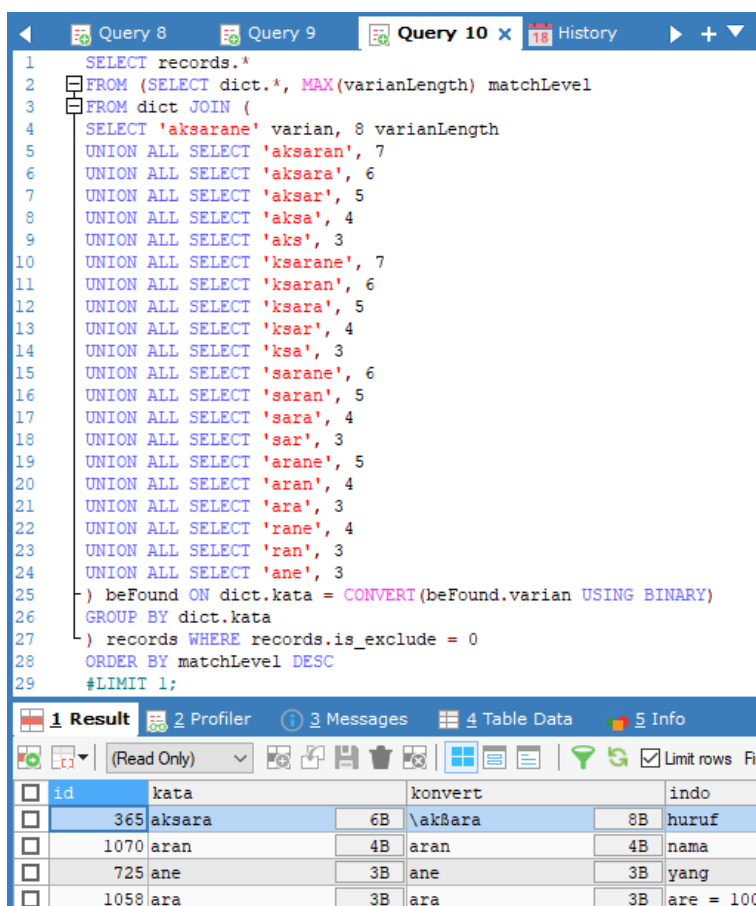 Query 8 Query 9 Query 10 x 18 History
1 SELECT records.*
2 FROM (SELECT dict.*, MAX(varianLength) matchLevel
3 FROM dict JOIN (
4 SELECT 'aksarane' varian, 8 varianLength
5 UNION ALL SELECT 'aksaran', 7
6 UNION ALL SELECT 'aksara', 6
7 UNION ALL SELECT 'aksar', 5
8 UNION ALL SELECT 'aksa', 4
9 UNION ALL SELECT 'aks', 3
10 UNION ALL SELECT 'ksarane', 7
11 UNION ALL SELECT 'ksaran', 6
12 UNION ALL SELECT 'ksara', 5
13 UNION ALL SELECT 'ksar', 4
14 UNION ALL SELECT 'ksa', 3
15 UNION ALL SELECT 'sarane', 6
16 UNION ALL SELECT 'saran', 5
17 UNION ALL SELECT 'sara', 4
18 UNION ALL SELECT 'sar', 3
19 UNION ALL SELECT 'arane', 5
20 UNION ALL SELECT 'aran', 4
21 UNION ALL SELECT 'ara', 3
22 UNION ALL SELECT 'rane', 4
23 UNION ALL SELECT 'ran', 3
24 UNION ALL SELECT 'ane', 3
25 ) beFound ON dict.kata = CONVERT(beFound.varian USING BINARY)
26 GROUP BY dict.kata
27 ) records WHERE records.is_exclude = 0
28 ORDER BY matchLevel DESC
29 #LIMIT 1;
1 Result 2 Profiler 3 Messages 4 Table Data 5 Info
(Read Only) Limit rows Fi
id kata konvert indo
365 aksara 6B \akßara 8B huruf
1070 aran 4B aran 4B nama
725 ane 3B ane 3B yang
1058 ara 3B ara 3B are = 100